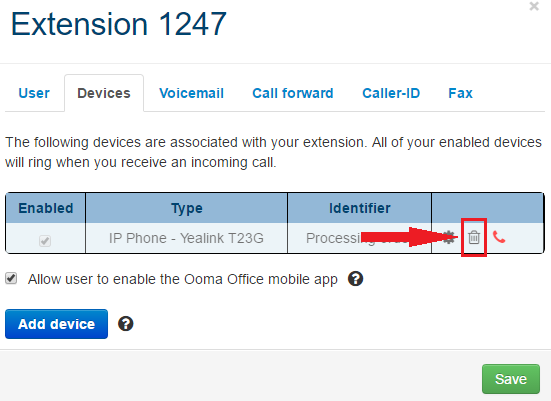 Extension 1247
×
User Devices Voicemail Call forward Caller-ID Fax
The following devices are associated with your extension. All of your enabled devices
will ring when you receive an incoming call.
Enabled Type Identifier
IP Phone - Yealink T23G Processing
Allow user to enable the Ooma Office mobile app ?
Add device ?
Save